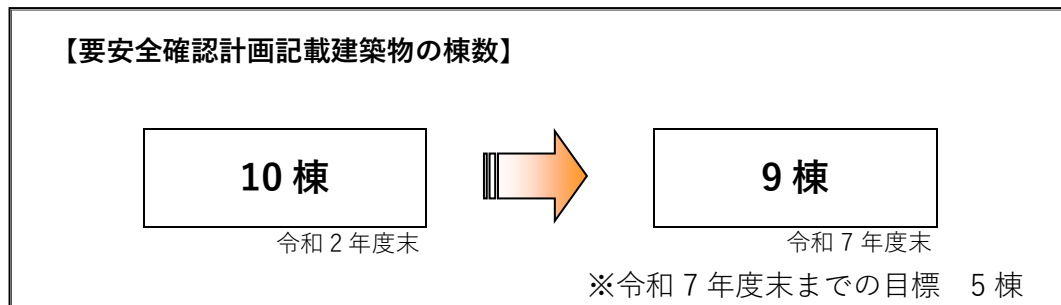 【要安全確認計画記載建築物の棟数】
10 棟
9 棟
令和 2 年度末
令和 7 年度末
※令和 7 年度末までの目標　5 棟